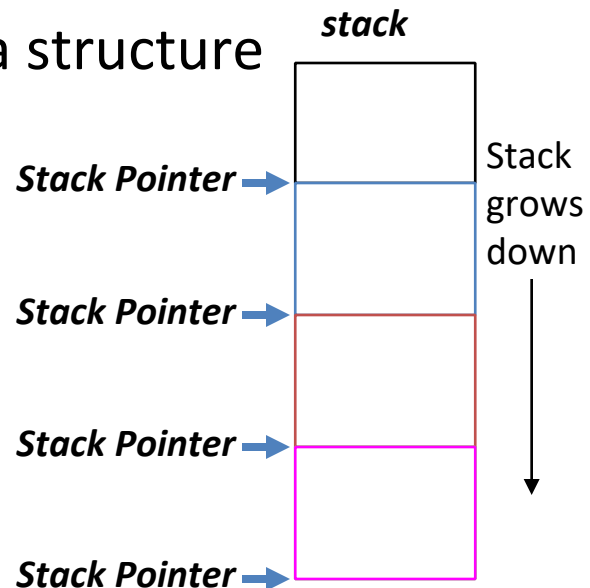 a structure
stack
Stack Pointer
Stack
grows
down
Stack Pointer
Stack Pointer
Stack Pointer